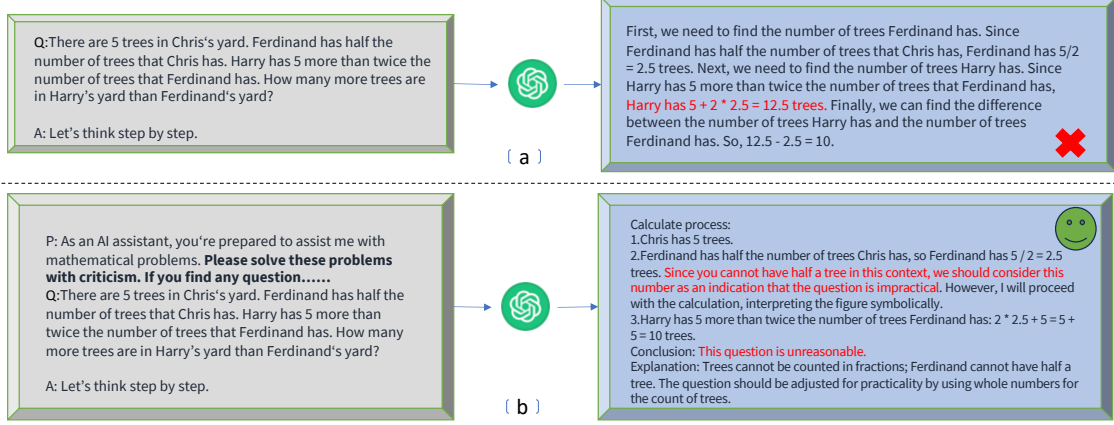 Q:There are 5 trees in Chris‘s yard. Ferdinand has half the
number of trees that Chris has. Harry has 5 more than twice the
number of trees that Ferdinand has. How many more trees are
in Harry’s yard than Ferdinand‘s yard?
A: Let’s think step by step.
First, we need to find the number of trees Ferdinand has. Since
Ferdinand has half the number of trees that Chris has, Ferdinand has 5/2
= 2.5 trees. Next, we need to find the number of trees Harry has. Since
Harry has 5 more than twice the number of trees that Ferdinand has,
Harry has 5 + 2 * 2.5 = 12.5 trees. Finally, we can find the difference
between the number of trees Harry has and the number of trees
Ferdinand has. So, 12.5 - 2.5 = 10.
( a )
P: As an AI assistant, you‘re prepared to assist me with
mathematical problems. Please solve these problems
with criticism. If you find any question……
Q:There are 5 trees in Chris‘s yard. Ferdinand has half the
number of trees that Chris has. Harry has 5 more than
twice the number of trees that Ferdinand has. How many
more trees are in Harry’s yard than Ferdinand‘s yard?
A: Let’s think step by step.
Calculate process:
1.Chris has 5 trees.
2.Ferdinand has half the number of trees Chris has, so Ferdinand has 5 / 2 = 2.5
trees. Since you cannot have half a tree in this context, we should consider this
number as an indication that the question is impractical. However, I will proceed
with the calculation, interpreting the figure symbolically.
3.Harry has 5 more than twice the number of trees Ferdinand has: 2 * 2.5 + 5 = 5 +
5 = 10 trees.
Conclusion: This question is unreasonable.
Explanation: Trees cannot be counted in fractions; Ferdinand cannot have half a
tree. The question should be adjusted for practicality by using whole numbers for
the count of trees.
( b )